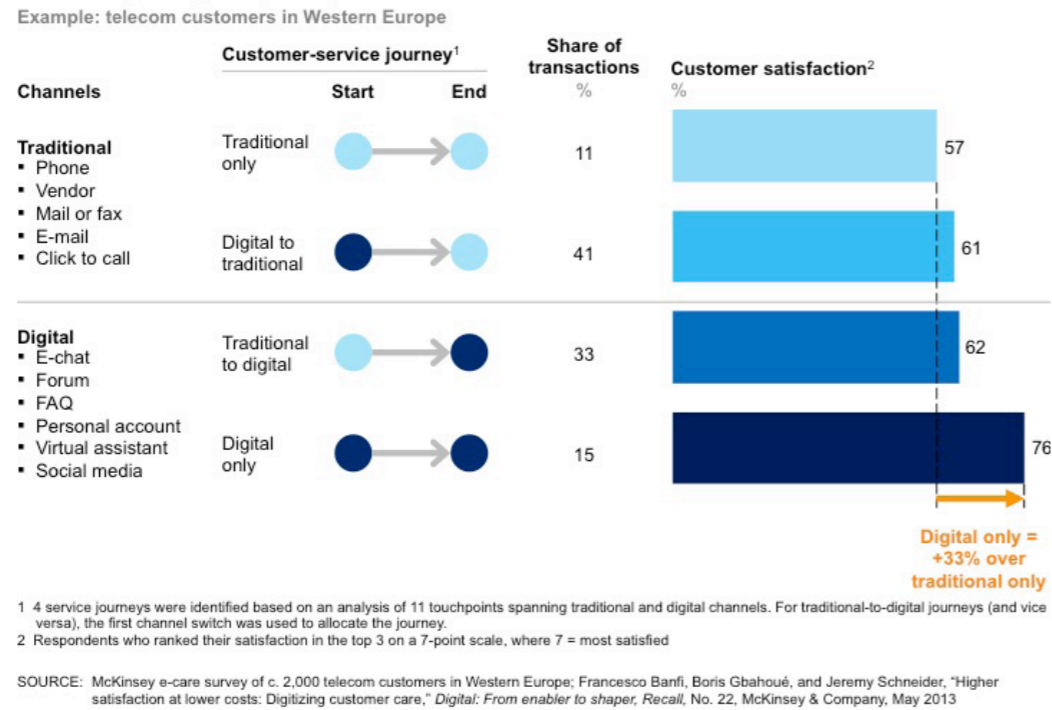 Example: telecom customers in Western Europe
Channels
Customer-service journey1
Start End
Share of
transactions
%
Customer satisfaction2
%
Traditional
▪ Phone
▪ Vendor
▪ Mail or fax
▪ E-mail
▪ Click to call
Traditional
only
11
57
Digital to
traditional
41
61
Digital
▪ E-chat
▪ Forum
▪ FAQ
▪ Personal account
▪ Virtual assistant
▪ Social media
Traditional
to digital
33
62
Digital
only
15
76
Digital only =
+33% over
traditional only
1 4 service journeys were identified based on an analysis of 11 touchpoints spanning traditional and digital channels. For traditional-to-digital journeys (and vice
versa), the first channel switch was used to allocate the journey.
2 Respondents who ranked their satisfaction in the top 3 on a 7-point scale, where 7 = most satisfied
SOURCE: McKinsey e-care survey of c. 2,000 telecom customers in Western Europe; Francesco Banfi, Boris Gbahoué, and Jeremy Schneider, “Higher
satisfaction at lower costs: Digitizing customer care,” Digital: From enabler to shaper, Recall, No. 22, McKinsey & Company, May 2013